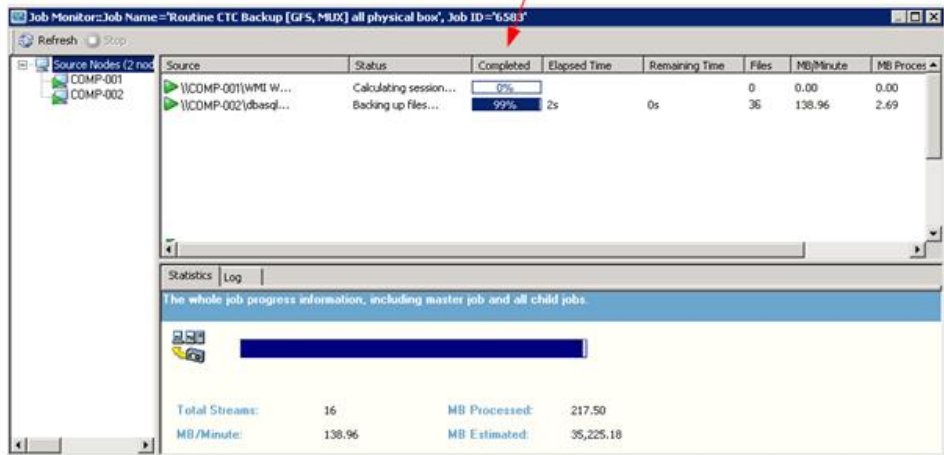 Job Monitor::Job Name='Routine CTC Backup [GFS, MUX] all physical box', Job ID='6583'
Refresh Stop
Source Nodes (2 nod
COMP-001
COMP-002
Source Status Completed Elapsed Time Remaining Time Files MB/Minute MB Proces
\\COMP-001\WMI W... Calculating session... 0% 0 0.00 0.00
\\COMP-002\dbasql... Backing up files... 99% 2s 0s 36 138.96 2.69
Statistics Log
The whole job progress information, including master job and all child jobs.
Total Streams: 16 MB Processed: 217.50
MB/Minute: 138.96 MB Estimated: 35,225.18